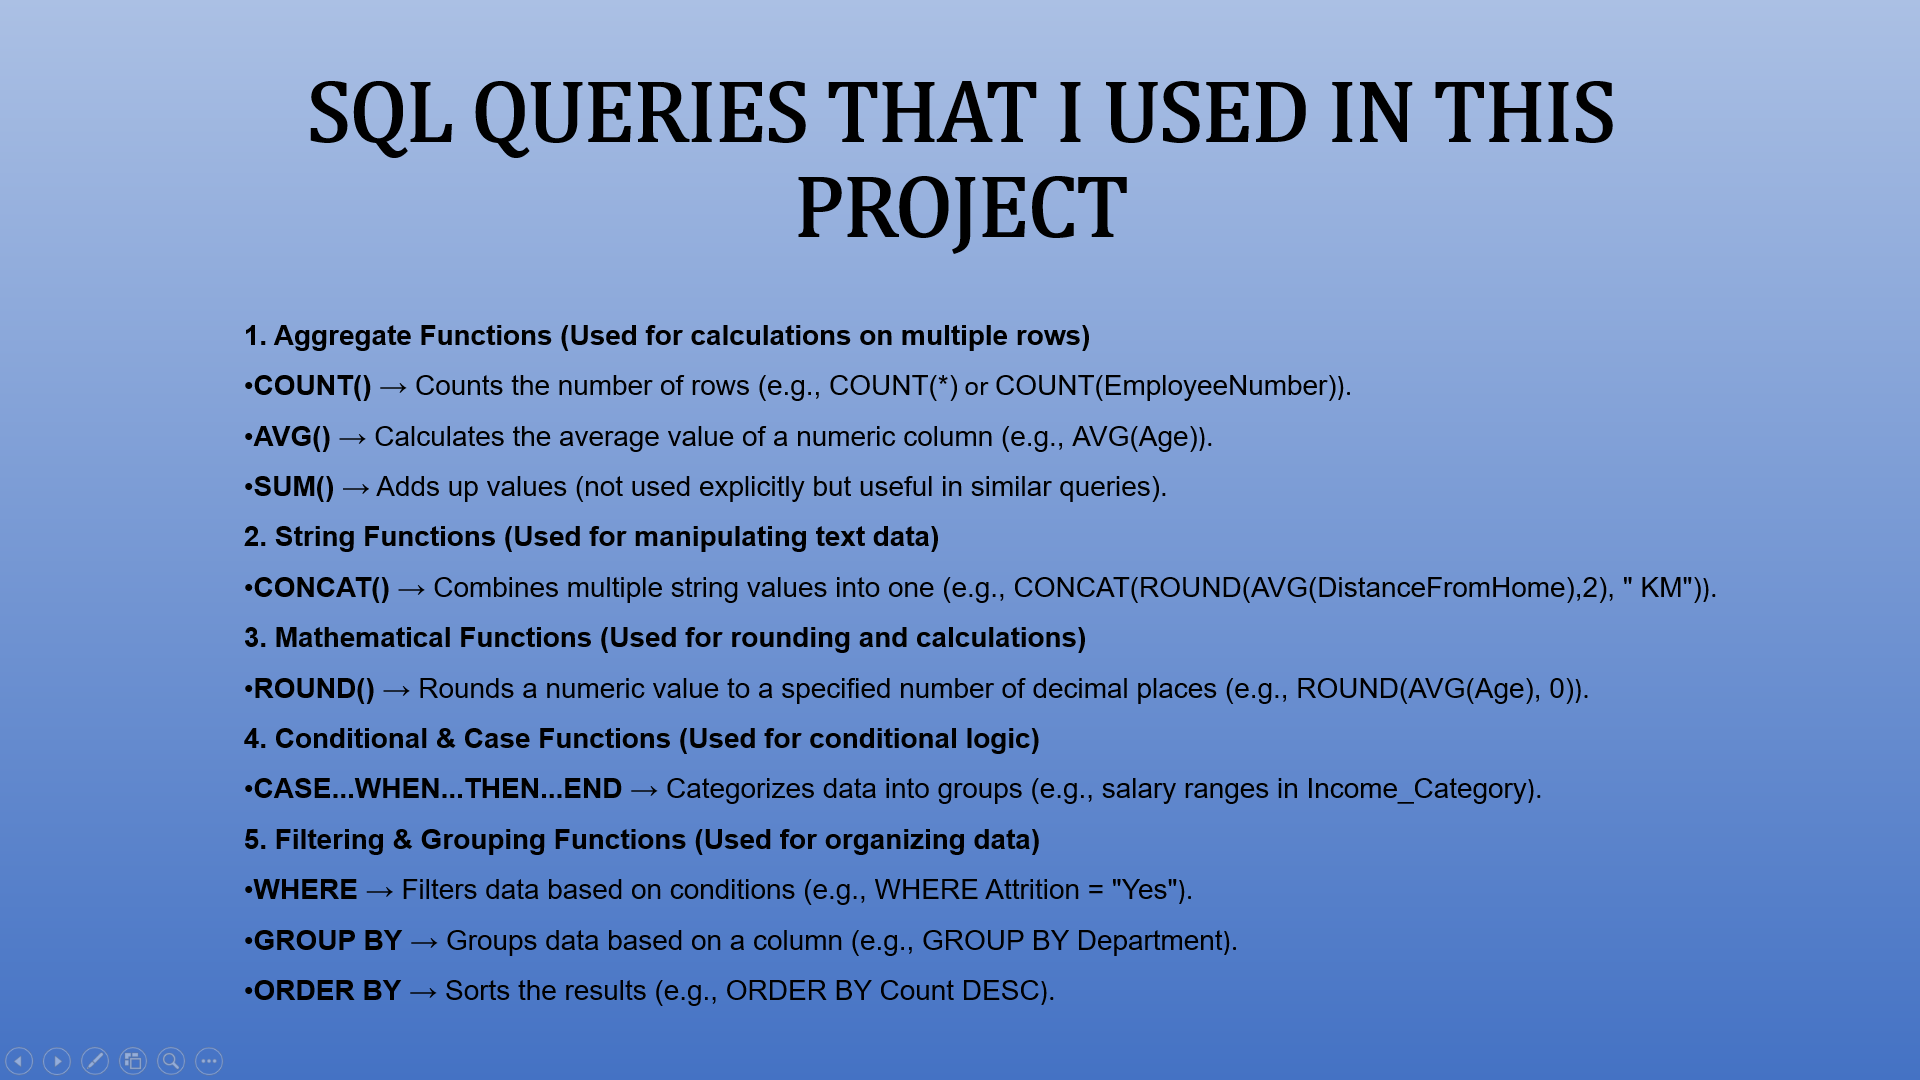 SQL QUERIES THAT I USED IN THIS
PROJECT
1. Aggregate Functions (Used for calculations on multiple rows)
•COUNT() → Counts the number of rows (e.g., COUNT(*) or COUNT(EmployeeNumber)).
•AVG() → Calculates the average value of a numeric column (e.g., AVG(Age)).
•SUM() → Adds up values (not used explicitly but useful in similar queries).
2. String Functions (Used for manipulating text data)
•CONCAT() → Combines multiple string values into one (e.g., CONCAT(ROUND(AVG(DistanceFromHome),2), " KM")).
3. Mathematical Functions (Used for rounding and calculations)
•ROUND() → Rounds a numeric value to a specified number of decimal places (e.g., ROUND(AVG(Age), 0)).
4. Conditional & Case Functions (Used for conditional logic)
•CASE...WHEN...THEN...END → Categorizes data into groups (e.g., salary ranges in Income_Category).
5. Filtering & Grouping Functions (Used for organizing data)
•WHERE → Filters data based on conditions (e.g., WHERE Attrition = "Yes").
•GROUP BY → Groups data based on a column (e.g., GROUP BY Department).
•ORDER BY → Sorts the results (e.g., ORDER BY Count DESC).